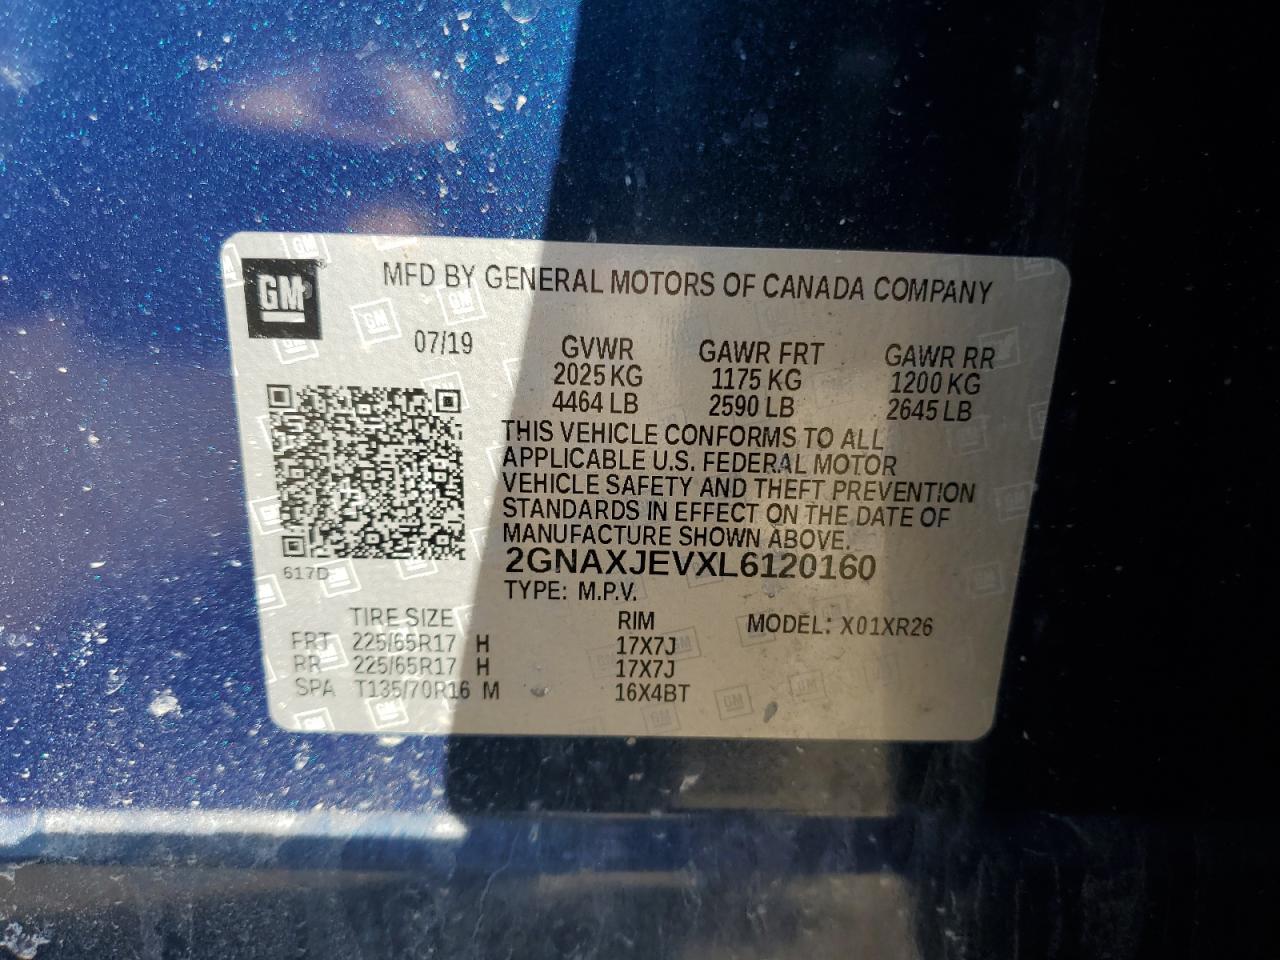 GM
MFD BY GENERAL MOTORS OF CANADA COMPANY
07/19 GVWR GAWR FRT GAWR RR
2025 KG 1175 KG 1200 KG
4464 LB 2590 LB 2645 LB
THIS VEHICLE CONFORMS TO ALL
APPLICABLE U.S. FEDERAL MOTOR
VEHICLE SAFETY AND THEFT PREVENTION
STANDARDS IN EFFECT ON THE DATE OF
MANUFACTURE SHOWN ABOVE.
2GNAXJEVXL6120160
617D
TYPE: M.P.V.
TIRE SIZE RIM MODEL: X01XR26
FRT 225/65R17 H 17X7J
RR 225/65R17 H 17X7J
SPA T135/70R16 M 16X4BT